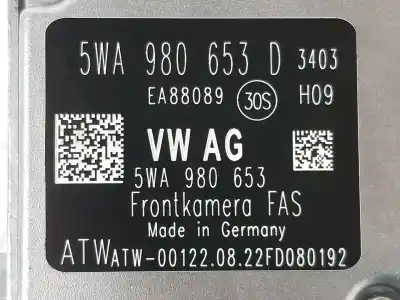 5WA 980 653 D 3403
EA88089 30S H09
VW AG
5WA 980 653
Frontkamera FAS
Made in Germany
ATW ATW-00122.08.22FD080192